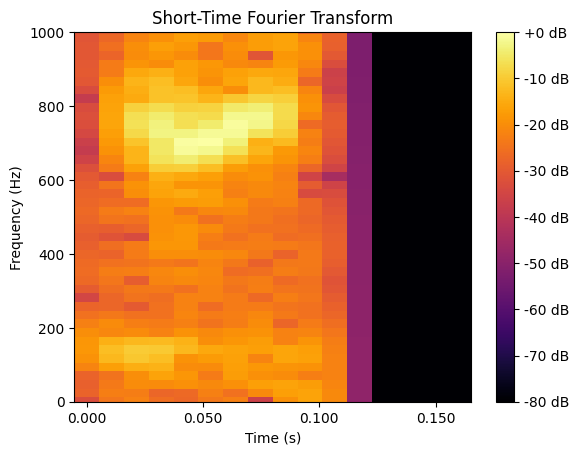 Short-Time Fourier Transform
1000
800
600
400
200
0
Frequency (Hz)
0.000
0.050
0.100
0.150
Time (s)
+0 dB
-10 dB
-20 dB
-30 dB
-40 dB
-50 dB
-60 dB
-70 dB
-80 dB